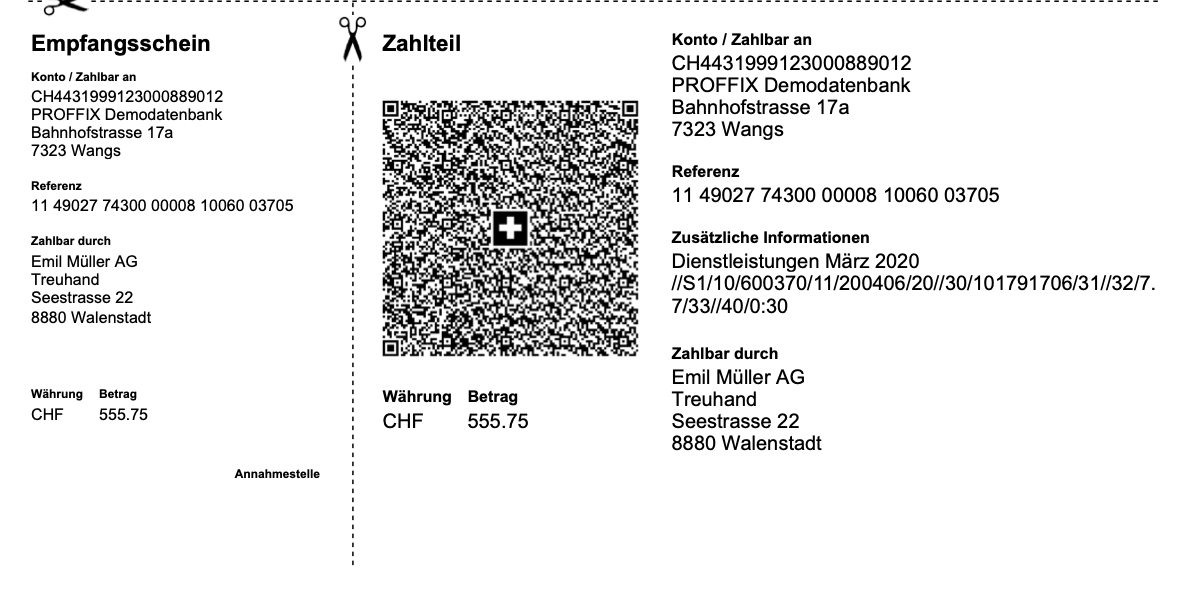 Empfangsschein
Konto / Zahlbar an
CH4431999123000889012
PROFFIX Demodatenbank
Bahnhofstrasse 17a
7323 Wangs
Referenz
11 49027 74300 00008 10060 03705
Zahlbar durch
Emil Müller AG
Treuhand
Seestrasse 22
8880 Walenstadt
Währung Betrag
CHF 555.75
Annahmestelle
Zahlteil
Währung Betrag
CHF 555.75
Konto / Zahlbar an
CH4431999123000889012
PROFFIX Demodatenbank
Bahnhofstrasse 17a
7323 Wangs
Referenz
11 49027 74300 00008 10060 03705
Zusätzliche Informationen
Dienstleistungen März 2020
//S1/10/600370/11/200406/20//30/101791706/31//32/7.
7/33//40/0:30
Zahlbar durch
Emil Müller AG
Treuhand
Seestrasse 22
8880 Walenstadt